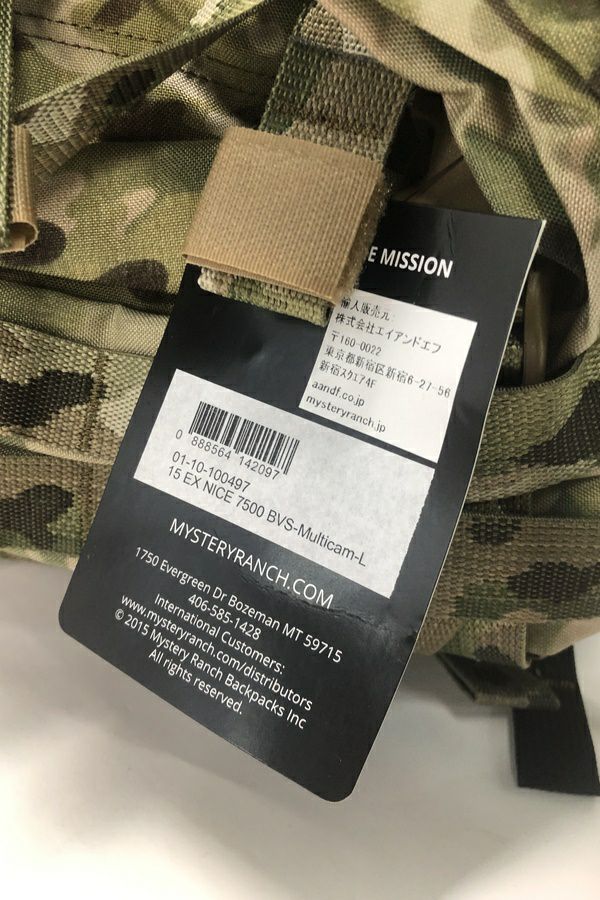 E MISSION
輸入販売元:
株式会社エイアンドエフ
〒160-0022
東京都新宿区新宿6-27-56
新宿スクエア4F
aandf.co.jp
mysteryranch.jp
0 888564 142097
01-10-100497
15 EX NICE 7500 BVS-Multicam-L
MYSTERYRANCH.COM
1750 Evergreen Dr Bozeman MT 59715
406-585-1428
International Customers:
www.mysteryranch.com/distributors
© 2015 Mystery Ranch Backpacks Inc
All rights reserved.